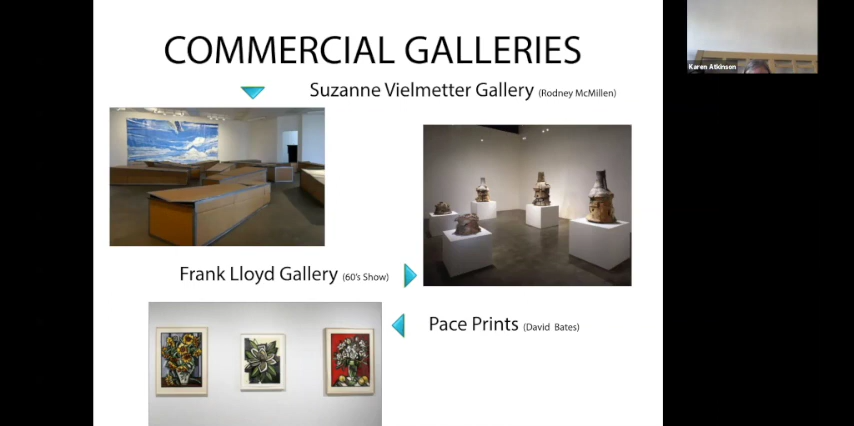 COMMERCIAL GALLERIES
Suzanne Vielmetter Gallery (Rodney McMillen)
Frank Lloyd Gallery (60's Show)
Pace Prints (David Bates)
Karen Atkinson